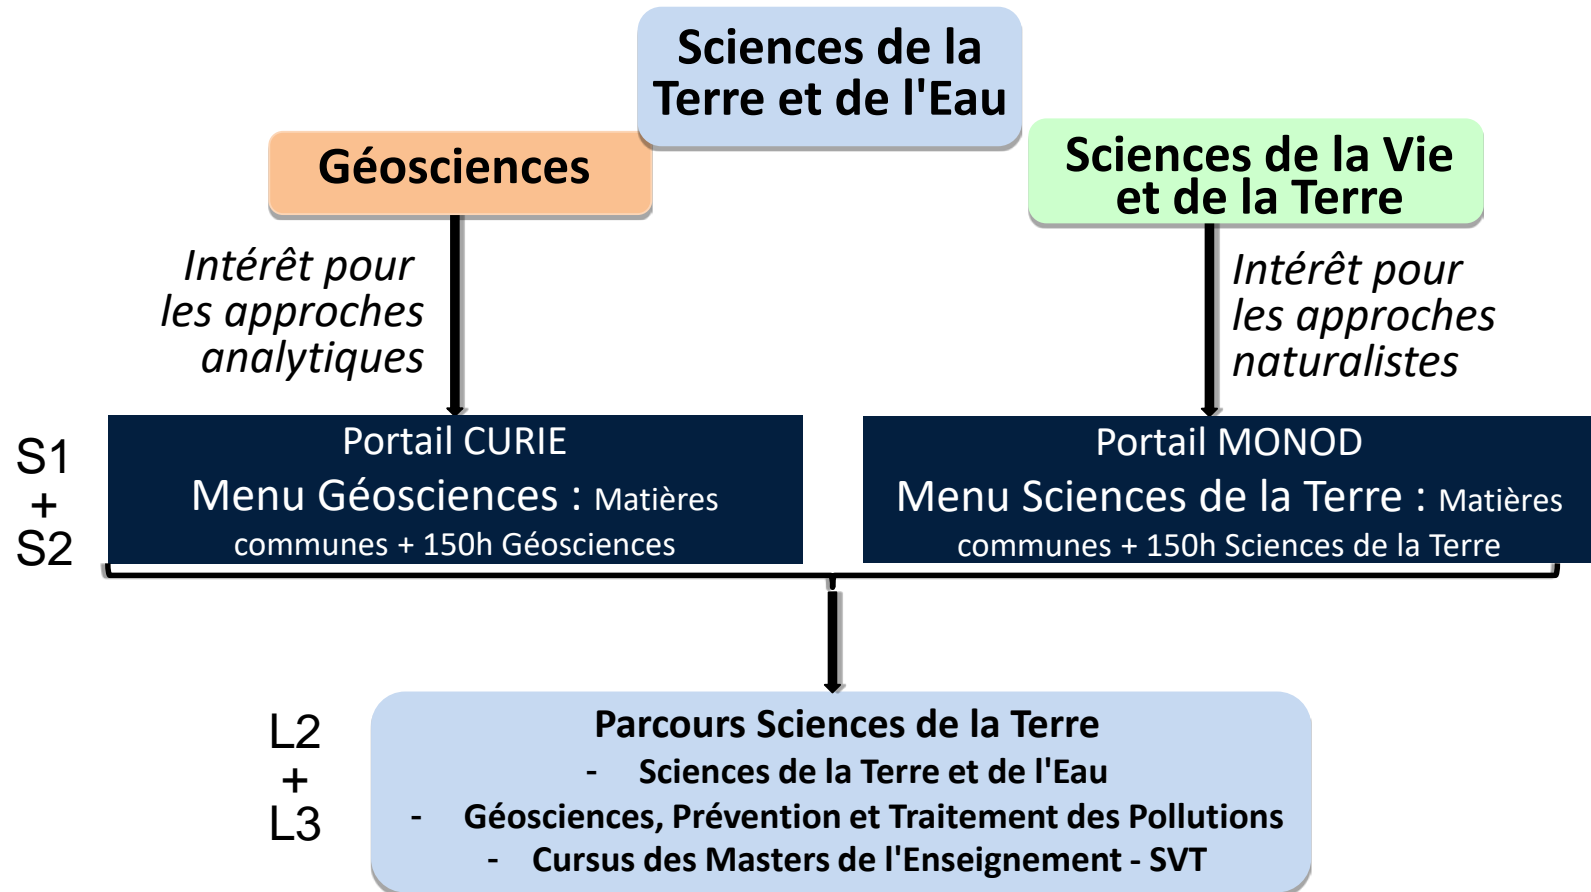 Sciences de la
Terre et de l'Eau
Géosciences
Sciences de la Vie
et de la Terre
Intérêt pour
les approches
analytiques
Intérêt pour
les approches
naturalistes
S1
+
S2
Portail CURIE
Menu Géosciences : Matières
communes + 150h Géosciences
Portail MONOD
Menu Sciences de la Terre : Matières
communes + 150h Sciences de la Terre
L2
+
L3
Parcours Sciences de la Terre
- Sciences de la Terre et de l'Eau
- Géosciences, Prévention et Traitement des Pollutions
- Cursus des Masters de l'Enseignement - SVT